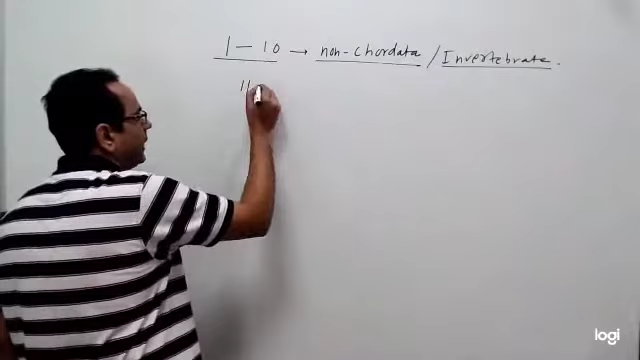 1 – 10 → non-Chordata / Invertebrate.
11
logi